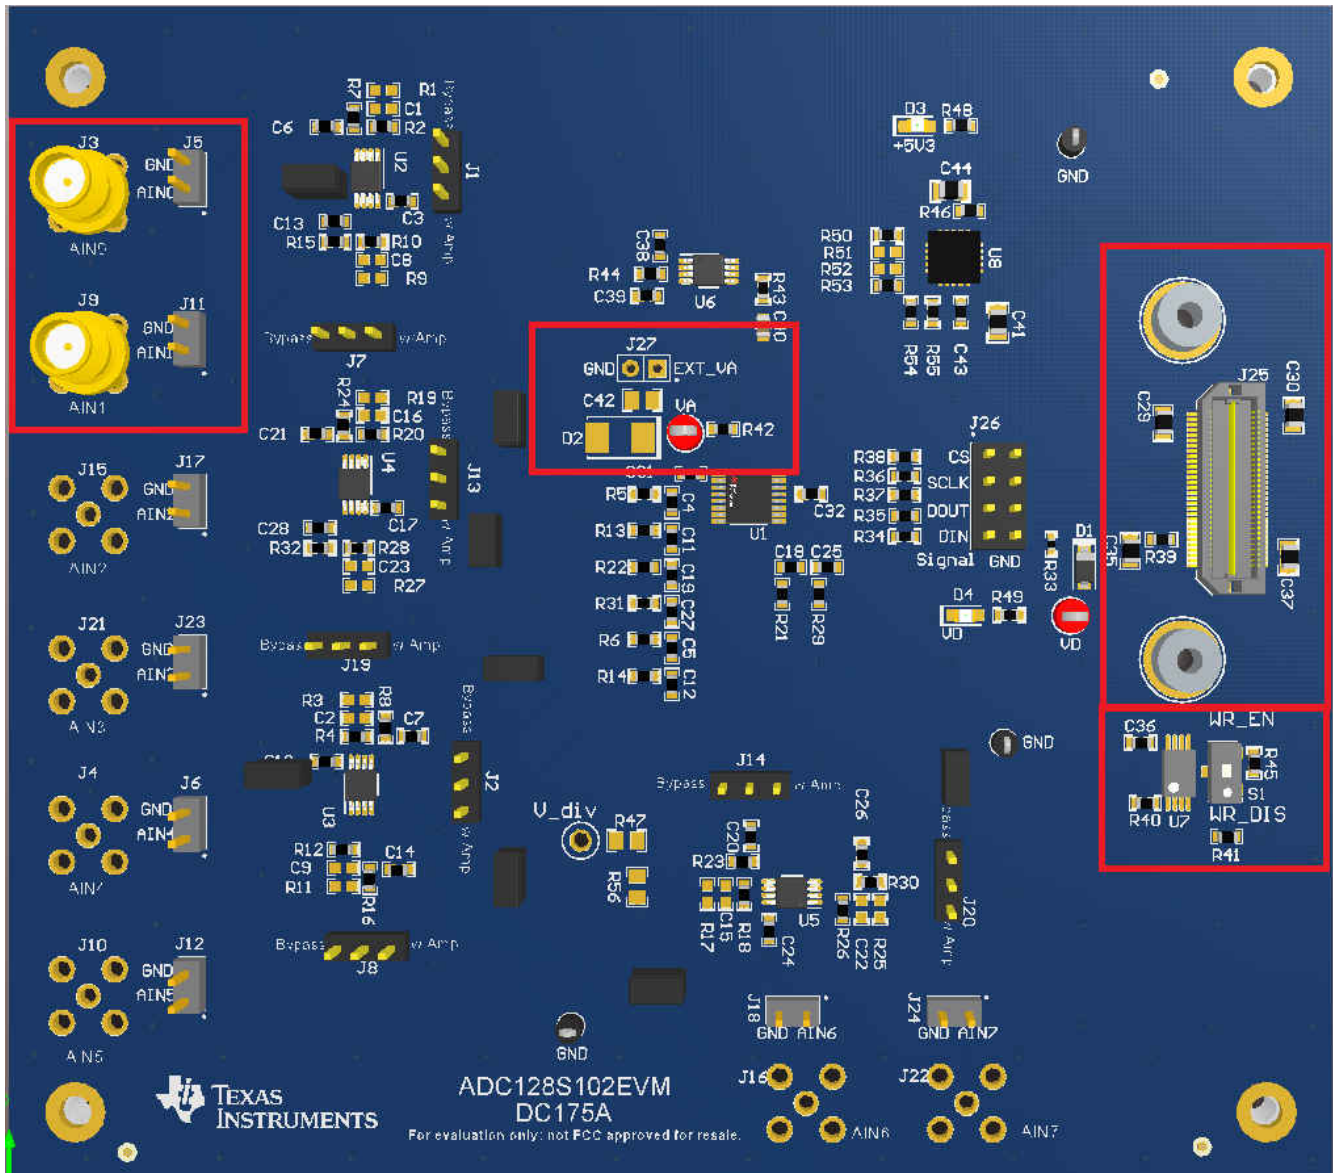 R7
R1
C1
C6
R2
Bypass
D3
R48
+5V3
J3
J5
GND
AIN0
U2
J1
C44
GND
R46
C3
C13
R15
R10
C8
R9
w Amp
AIN0
C38
R50
R51
R52
R53
U8
R44
C39
U6
R43
C41
J9
J11
GND
AIN1
Bypass
w Amp
J7
J27
GND
EXT_VA
R54
R55
C43
J25
C30
AIN1
R24
R19
C16
C21
R20
Bypass
C42
VA
D2
R42
C29
J26
J15
J17
GND
AIN2
U4
J13
R38
CS
R36
SCLK
R37
R35
DOUT
R34
DIN
Signal
GND
R5
C4
C32
U1
C17
C28
R32
R28
C23
R27
w Amp
R13
C11
R22
C19
C18
C25
R33
D1
C35
R39
C37
AIN2
R31
C27
R21
R29
D4
R49
VD
VD
J21
J23
GND
Bypass
w Amp
J19
R6
C5
R14
C12
AIN3
R3
C2
R4
R8
C7
Bypass
GND
C36
WR_EN
R45
S1
R40
U7
WR_DIS
R41
J4
J6
GND
AIN4
U3
J2
w Amp
J14
Bypass
w Amp
C26
Bypass
V_div
R47
AIN4
R12
C9
R11
C14
R16
R56
C20
R23
R17
C15
R18
U5
C24
R30
R26
C22
R25
J20
w Amp
J10
J12
GND
AIN5
Bypass
w Amp
J8
AIN5
J18
GND AIN6
J24
GND AIN7
GND
TEXAS
INSTRUMENTS
ADC128S102EVM
DC175A
For evaluation only; not FCC approved for resale.
J16
AIN6
J22
AIN7